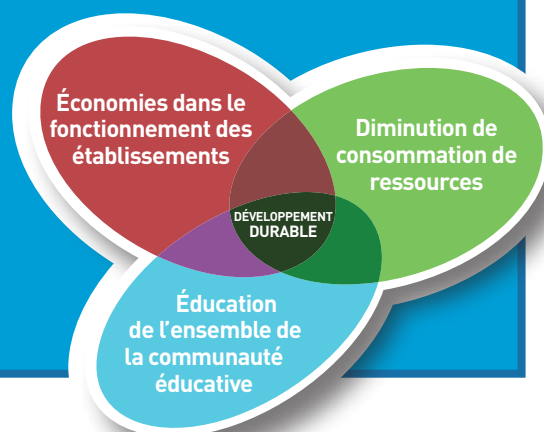 Économies dans le
fonctionnement des
établissements
Diminution de
consommation de
ressources
DÉVELOPPEMENT
DURABLE
Éducation
de l’ensemble de
la communauté
éducative